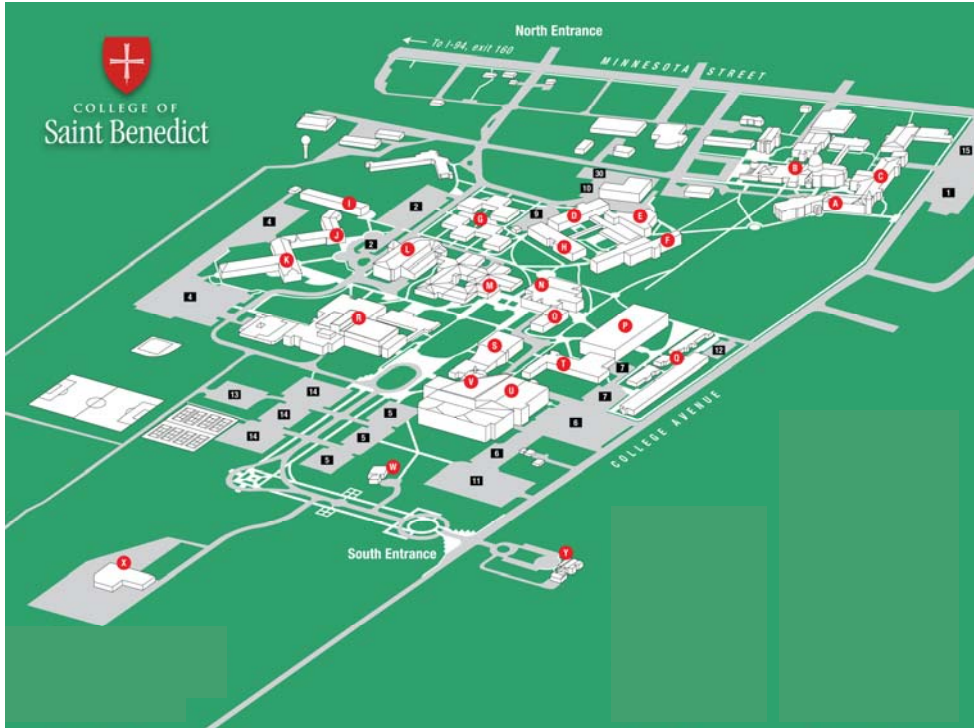 North Entrance
To I-94, exit 160
MINNESOTA STREET
COLLEGE OF
Saint Benedict
30
15
10
B
C
I
2
4
1
A
9
D
E
G
J
F
2
L
H
K
M
N
4
R
O
P
S
Q
12
T
7
V
U
7
13
14
14
5
6
14
5
6
5
W
11
COLLEGE AVENUE
South Entrance
Y
X